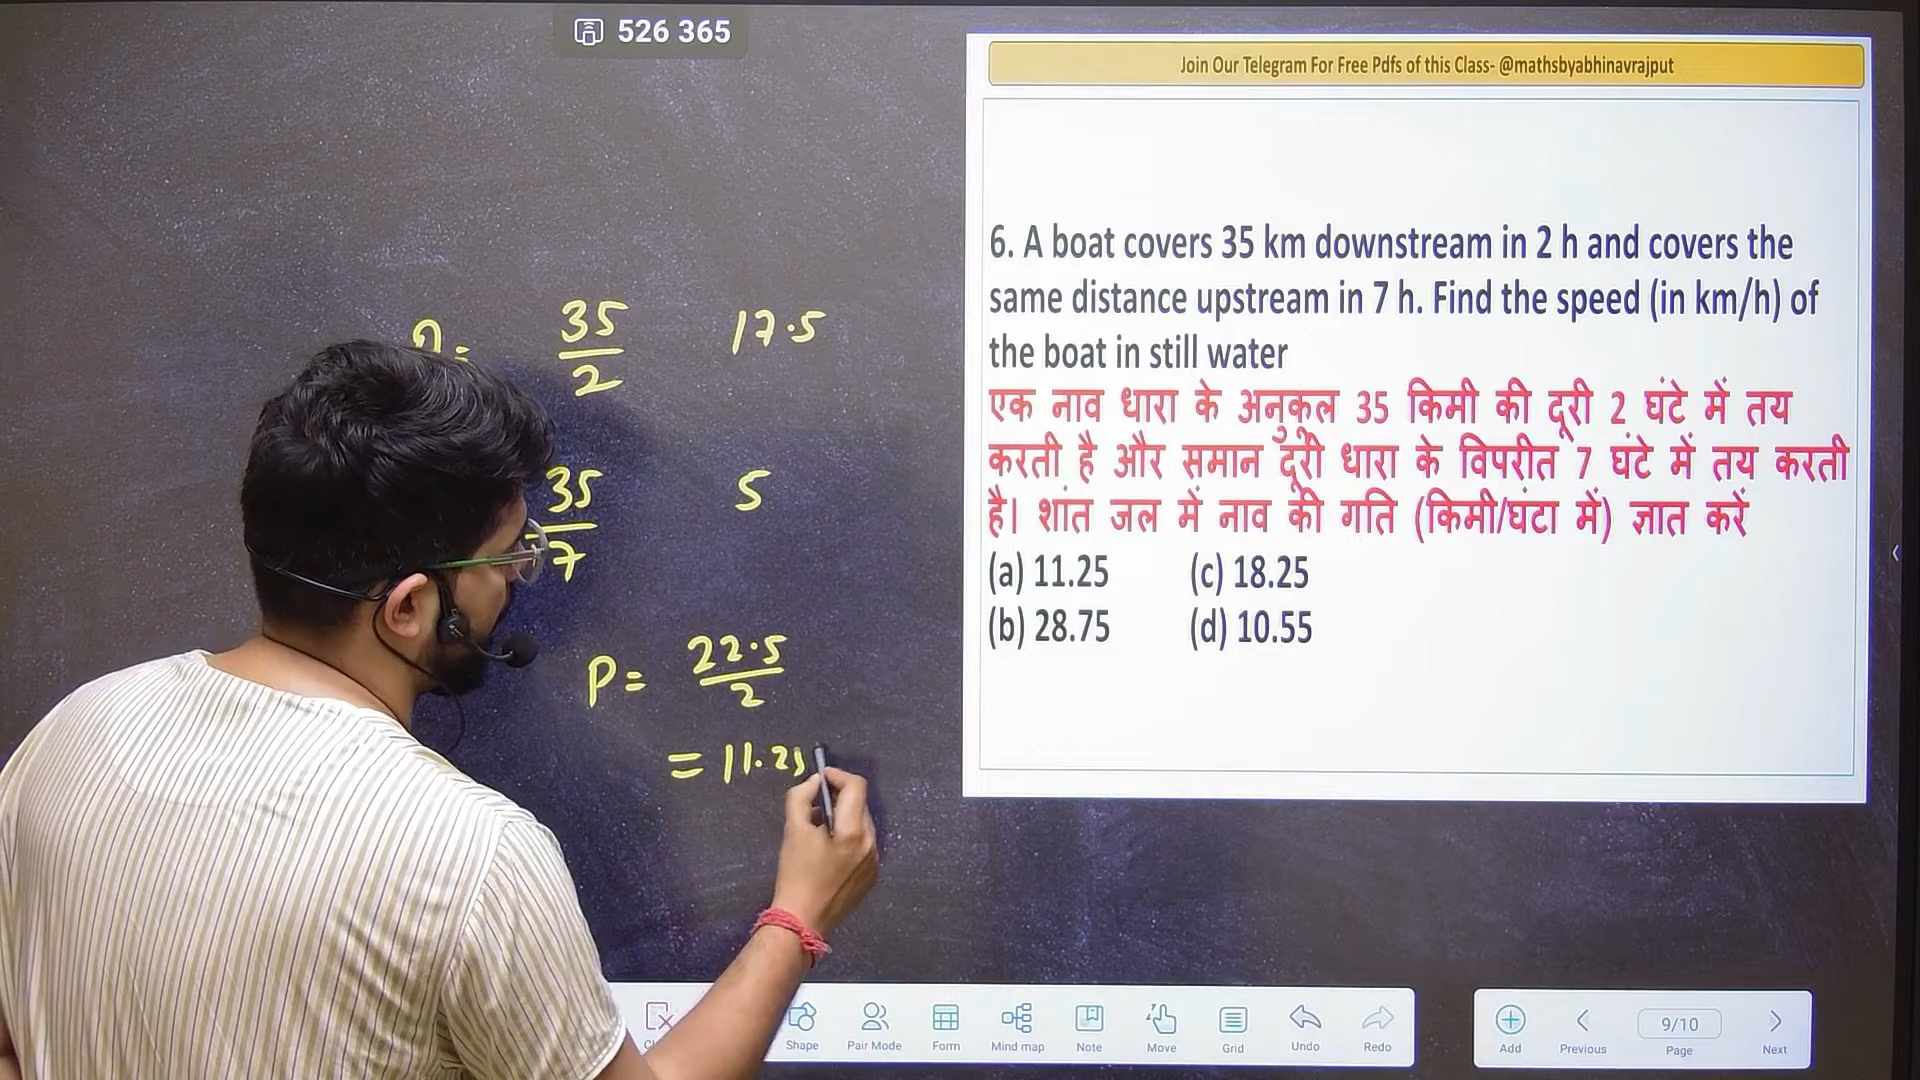 526 365
Join Our Telegram For Free Pdfs of this Class- @mathsbyabhinavrajput
6. A boat covers 35 km downstream in 2 h and covers the
same distance upstream in 7 h. Find the speed (in km/h) of
the boat in still water
एक नाव धारा के अनुकूल 35 किमी की दूरी 2 घंटे में तय
करती है और समान दूरी धारा के विपरीत 7 घंटे में तय करती
है। शांत जल में नाव की गति (किमी/घंटा में) ज्ञात करें
(a) 11.25 (c) 18.25
(b) 28.75 (d) 10.55
35
2
17.5
35
7
5
P = 22.5
2
= 11.25
Shape
Pair Mode
Form
Mind map
Note
Move
Grid
Undo
Redo
Add
Previous
9/10
Page
Next